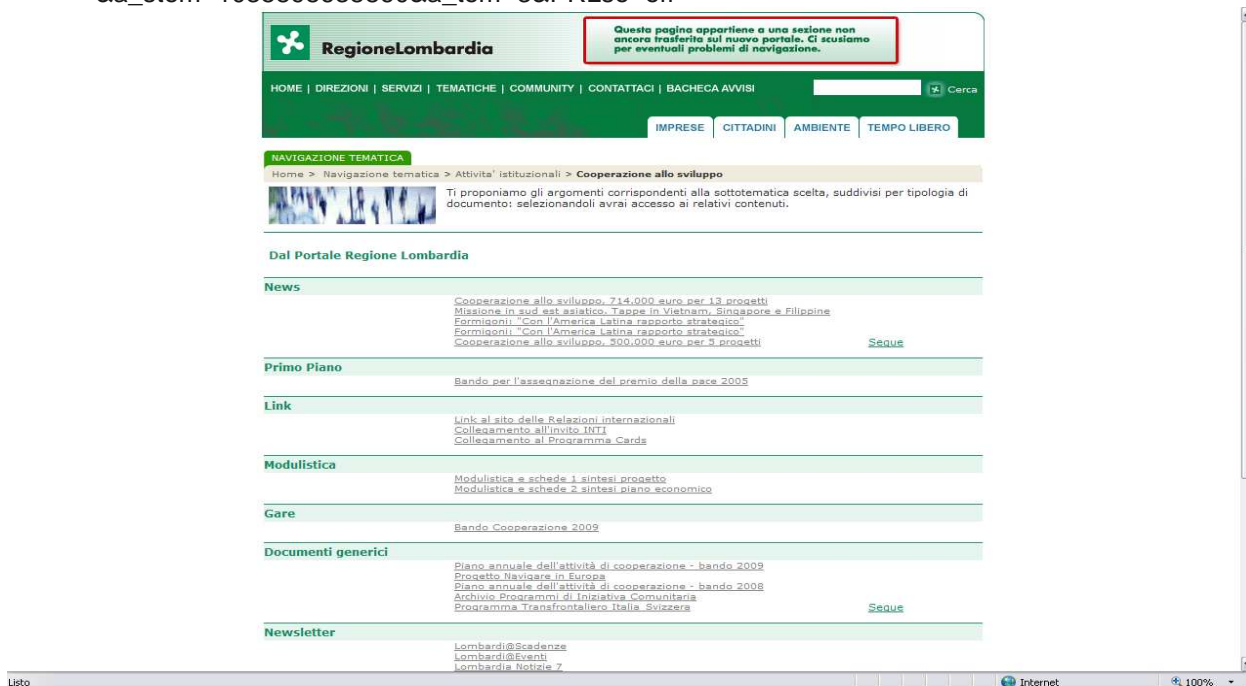 RegioneLombardia
Questa pagina appartiene a una sezione non
ancora trasferita sul nuovo portale. Ci scusiamo
per eventuali problemi di navigazione.
HOME | DIREZIONI | SERVIZI | TEMATICHE | COMMUNITY | CONTATTACI | BACHECA AVVISI
Cerca
IMPRESE CITTADINI AMBIENTE TEMPO LIBERO
NAVIGAZIONE TEMATICA
Home > Navigazione tematica > Attivita' istituzionali > Cooperazione allo sviluppo
Ti proponiamo gli argomenti corrispondenti alla sottotematica scelta, suddivisi per tipologia di
documento: selezionandoli avrai accesso ai relativi contenuti.
Dal Portale Regione Lombardia
News
Cooperazione allo sviluppo, 714.000 euro per 13 progetti
Missione in sud est asiatico. Tappe in Vietnam, Singapore e Filippine
Formigoni: "Con l'America Latina rapporto strategico"
Formigoni: "Con l'America Latina rapporto strategico"
Cooperazione allo sviluppo, 500.000 euro per 5 progetti Segue
Primo Piano
Bando per l'assegnazione del premio della pace 2005
Link
Link al sito delle Relazioni internazionali
Collegamento all'invito INTI
Collegamento al Programma Cards
Modulistica
Modulistica e schede 1 sintesi progetto
Modulistica e schede 2 sintesi piano economico
Gare
Bando Cooperazione 2009
Documenti generici
Piano annuale dell'attività di cooperazione - bando 2009
Progetto Navigare in Europa
Piano annuale dell'attività di cooperazione - bando 2008
Archivio Programmi di Iniziativa Comunitaria
Programma Transfrontaliero Italia Svizzera Segue
Newsletter
Lombardi@Scadenze
Lombardi@Eventi
Lombardia Notizie 7
Listo Internet 100%